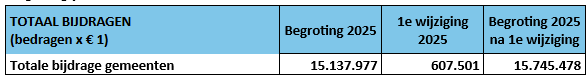 TOTAAL BIJDRAGEN
(bedragen x € 1)
Begroting 2025
1e wijziging
2025
Begroting 2025
na 1e wijziging
Totale bijdrage gemeenten 15.137.977 607.501 15.745.478